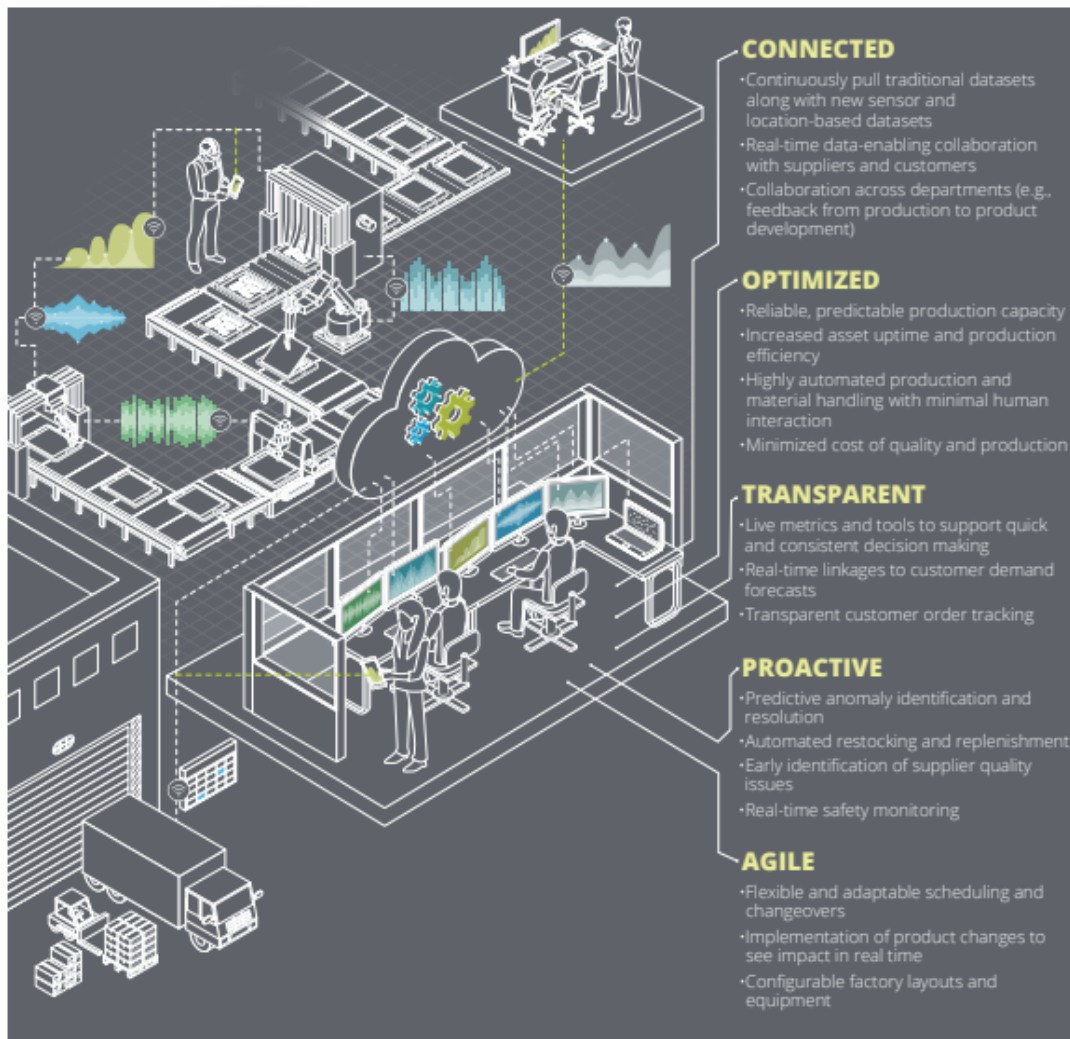 CONNECTED
•Continuously pull traditional datasets
along with new sensor and
location-based datasets
•Real-time data-enabling collaboration
with suppliers and customers
•Collaboration across departments (e.g.,
feedback from production to product
development)
OPTIMIZED
•Reliable, predictable production capacity
•Increased asset uptime and production
efficiency
•Highly automated production and
material handling with minimal human
interaction
•Minimized cost of quality and production
TRANSPARENT
•Live metrics and tools to support quick
and consistent decision making
•Real-time linkages to customer demand
forecasts
•Transparent customer order tracking
PROACTIVE
•Predictive anomaly identification and
resolution
•Automated restocking and replenishment
•Early identification of supplier quality
issues
•Real-time safety monitoring
AGILE
•Flexible and adaptable scheduling and
changeovers
•Implementation of product changes to
see impact in real time
•Configurable factory layouts and
equipment